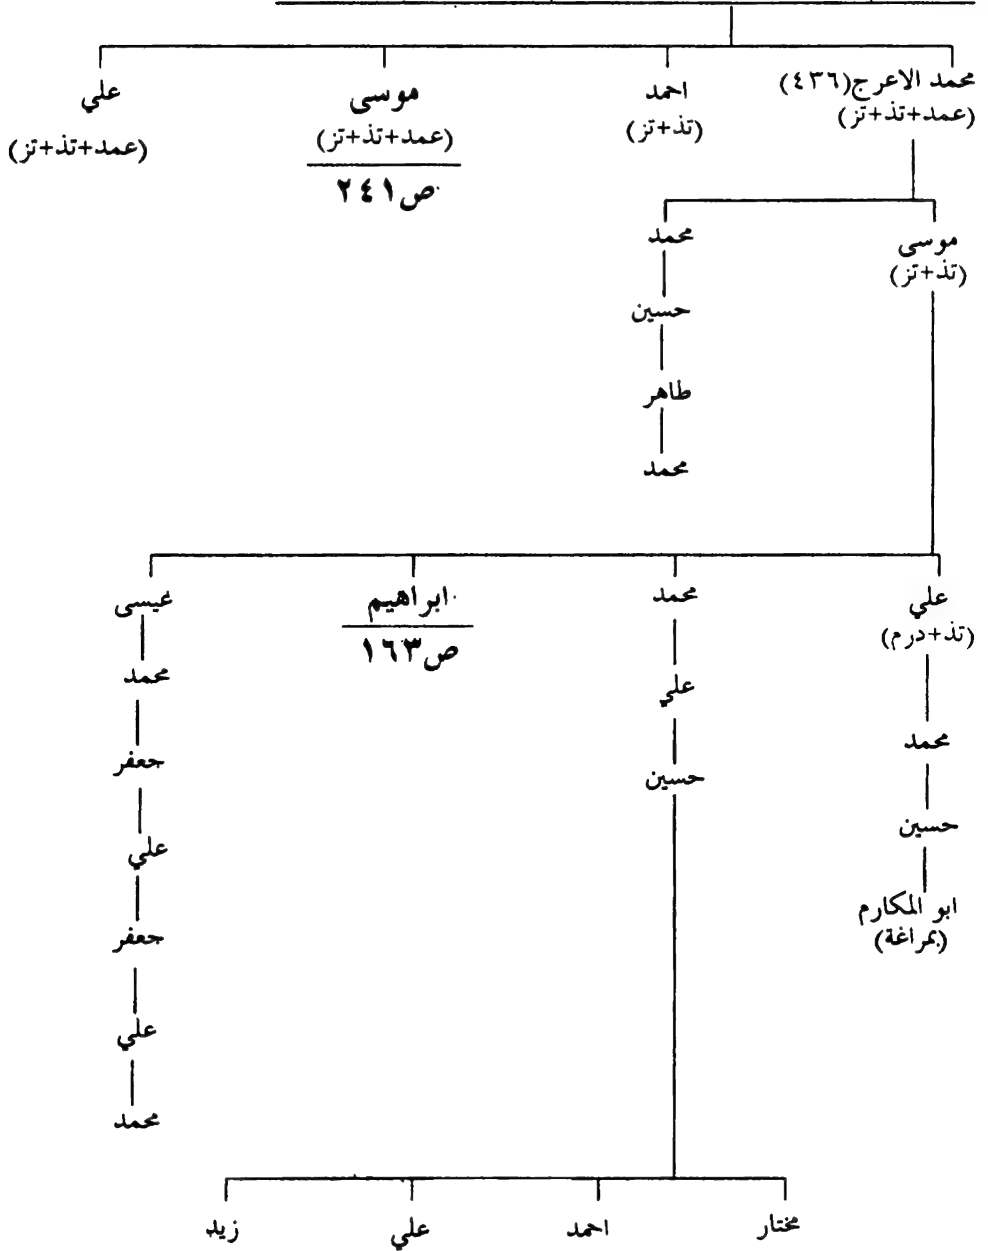 محمد الاعرج(٤٣٦)
(عمد+تذ+تز)
احمد
(تذ+تز)
موسى
(عمد+تذ+تز)
ص٢٤١
علي
(عمد+تذ+تز)
موسى
(تذ+تز)
محمد
حسين
طاهر
محمد
علي
(تذ+درم)
محمد
حسين
ابو المكارم
(بمراغة)
محمد
علي
حسين
ابراهيم
ص١٦٣
عيسى
محمد
جعفر
علي
جعفر
علي
محمد
مختار
احمد
علي
زيد